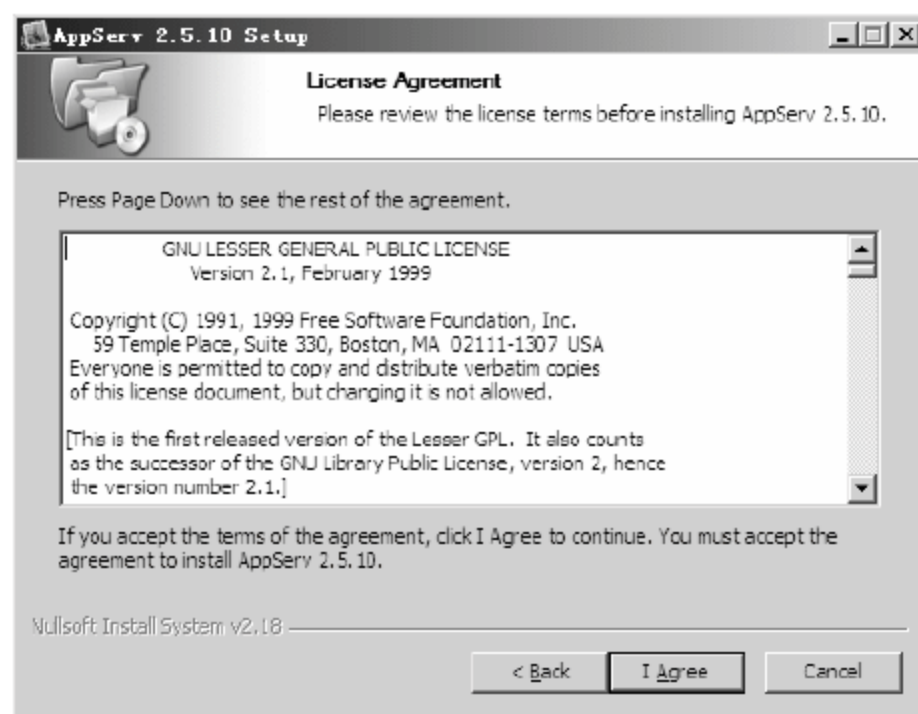 AppServ 2.5.10 Setup
License Agreement
Please review the license terms before installing AppServ 2.5.10.
Press Page Down to see the rest of the agreement.
GNU LESSER GENERAL PUBLIC LICENSE
Version 2.1, February 1999
Copyright (C) 1991, 1999 Free Software Foundation, Inc.
59 Temple Place, Suite 330, Boston, MA 02111-1307 USA
Everyone is permitted to copy and distribute verbatim copies
of this license document, but changing it is not allowed.
[This is the first released version of the Lesser GPL. It also counts
as the successor of the GNU Library Public License, version 2, hence
the version number 2.1.]
If you accept the terms of the agreement, click I Agree to continue. You must accept the
agreement to install AppServ 2.5.10.
Nullsoft Install System v2.18
< Back I Agree Cancel